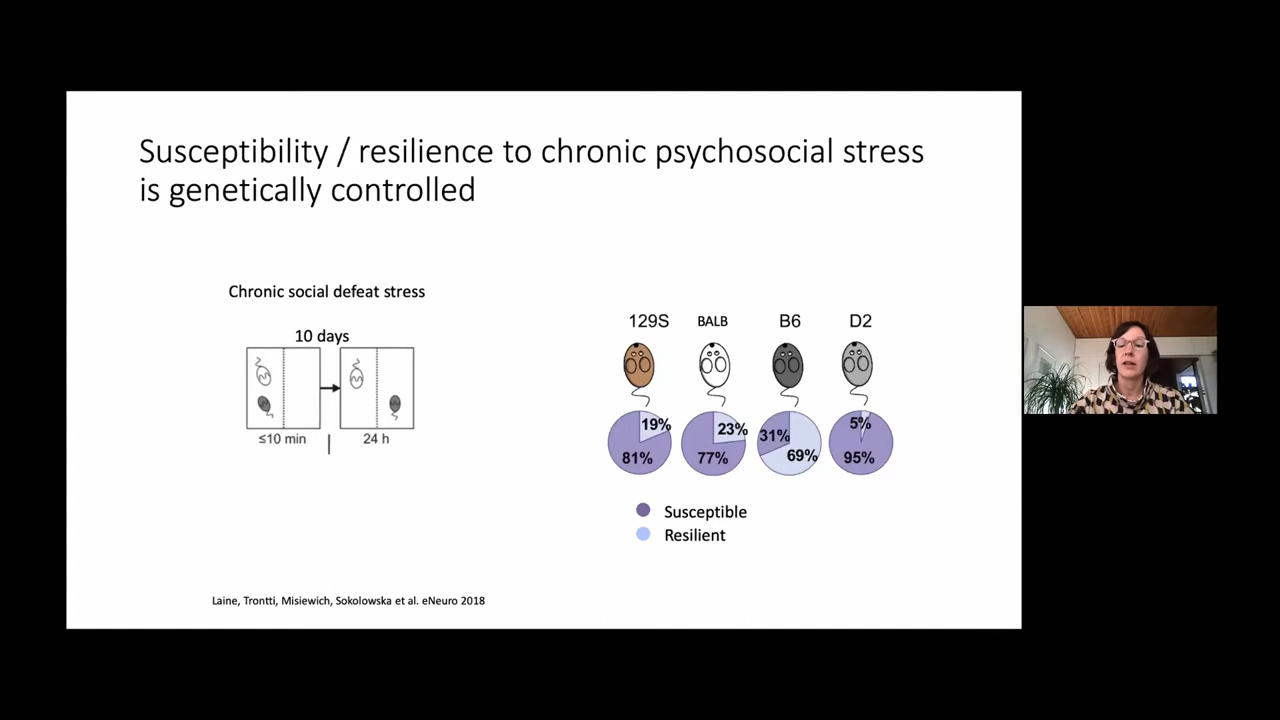 Susceptibility / resilience to chronic psychosocial stress
is genetically controlled
Chronic social defeat stress
10 days
≤10 min
24 h
129S
BALB
B6
D2
19%
81%
23%
77%
31%
69%
5%
95%
Susceptible
Resilient
Laine, Trontti, Misiewich, Sokolowska et al. eNeuro 2018